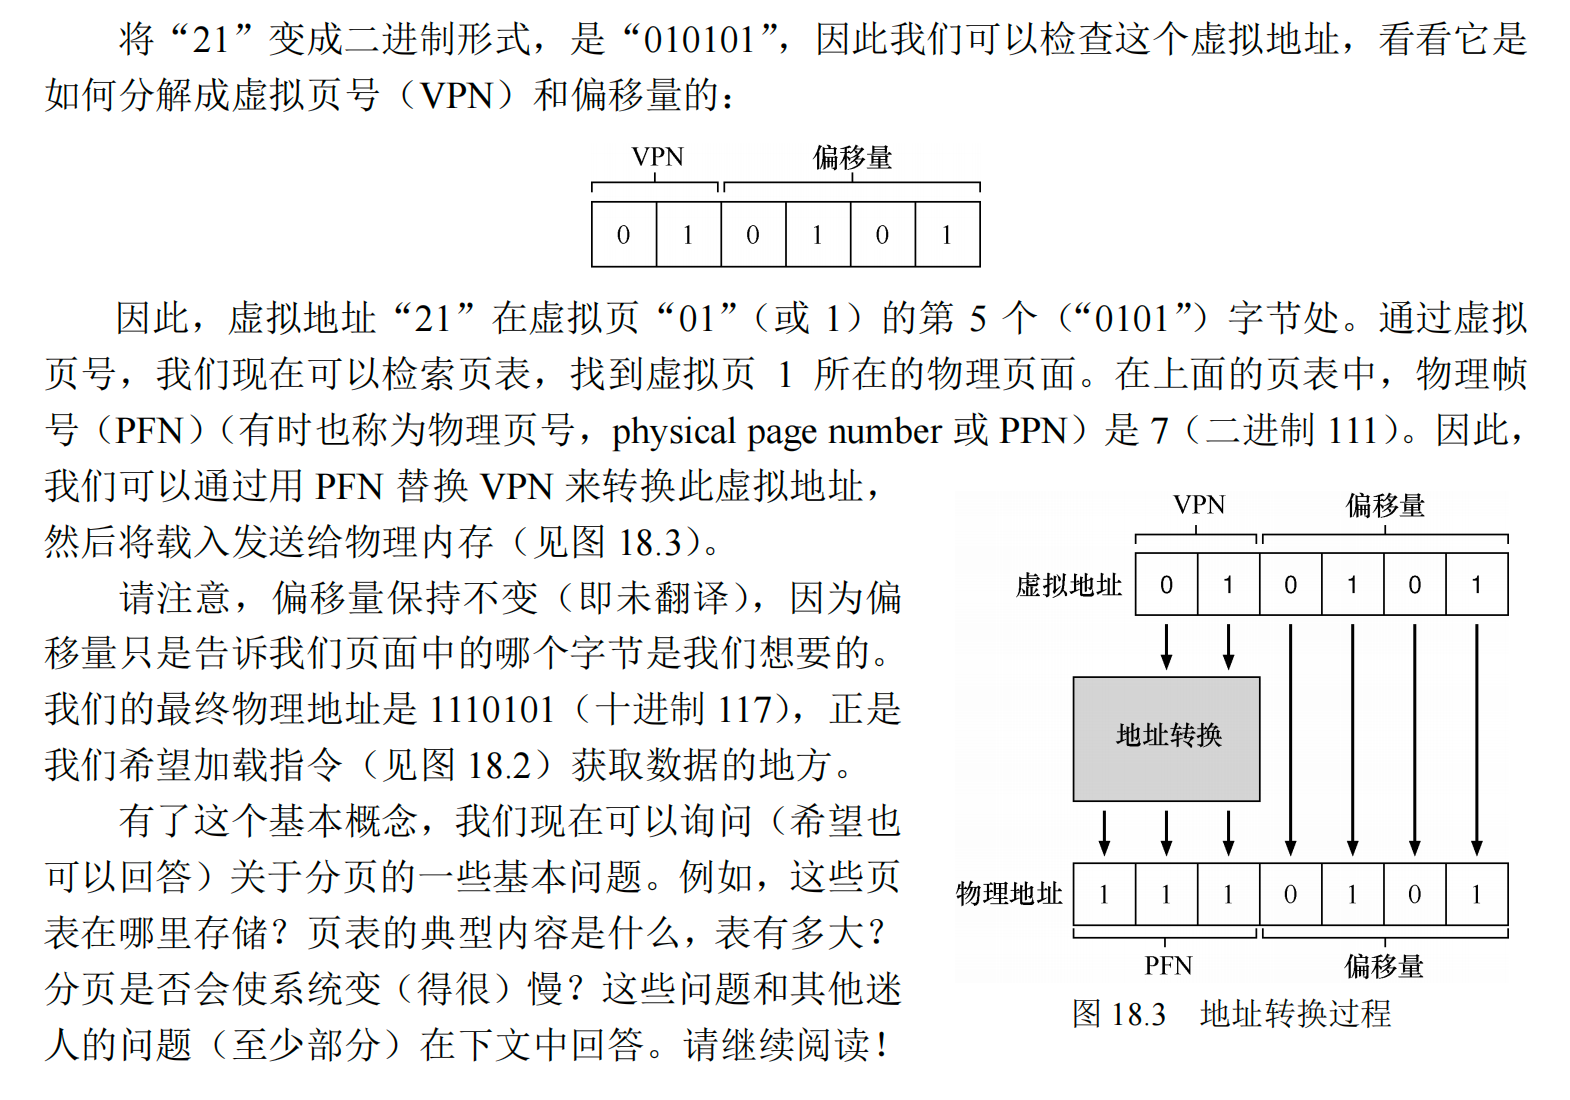 将“21”变成二进制形式，是“010101”，因此我们可以检查这个虚拟地址，看看它是
如何分解成虚拟页号（VPN）和偏移量的：
VPN 偏移量
0 1 0 1 0 1
因此，虚拟地址“21”在虚拟页“01”（或 1）的第 5 个（“0101”）字节处。通过虚拟
页号，我们现在可以检索页表，找到虚拟页 1 所在的物理页面。在上面的页表中，物理帧
号（PFN）（有时也称为物理页号，physical page number 或 PPN）是 7（二进制 111）。因此，
我们可以通过用 PFN 替换 VPN 来转换此虚拟地址，
然后将载入发送给物理内存（见图 18.3）。
请注意，偏移量保持不变（即未翻译），因为偏
移量只是告诉我们页面中的哪个字节是我们想要的。
我们的最终物理地址是 1110101（十进制 117），正是
我们希望加载指令（见图 18.2）获取数据的地方。
有了这个基本概念，我们现在可以询问（希望也
可以回答）关于分页的一些基本问题。例如，这些页
表在哪里存储？页表的典型内容是什么，表有多大？
分页是否会使系统变（得很）慢？这些问题和其他迷
人的问题（至少部分）在下文中回答。请继续阅读！
VPN 偏移量
虚拟地址 0 1 0 1 0 1
地址转换
物理地址 1 1 1 0 1 0 1
PFN 偏移量
图 18.3 地址转换过程